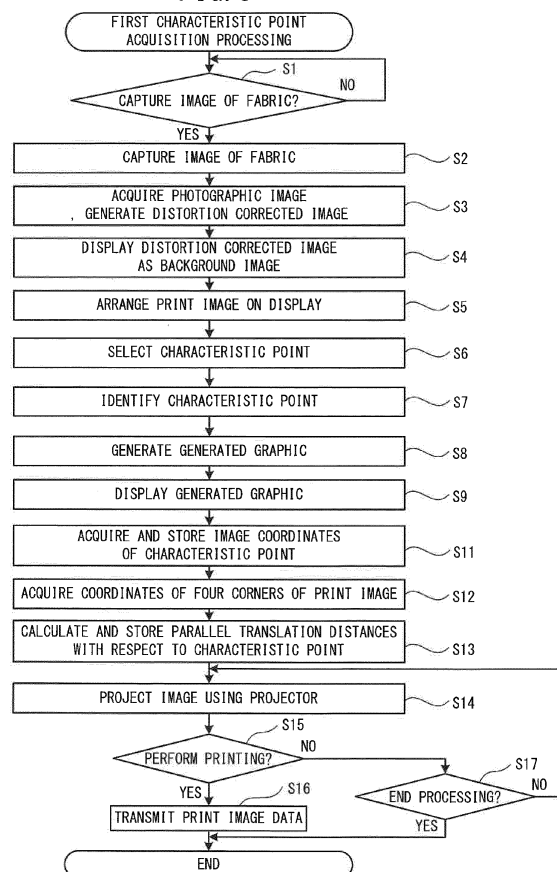 FIRST CHARACTERISTIC POINT
ACQUISITION PROCESSING
S1
NO
CAPTURE IMAGE OF FABRIC?
YES
CAPTURE IMAGE OF FABRIC
S2
ACQUIRE PHOTOGRAPHIC IMAGE
, GENERATE DISTORTION CORRECTED IMAGE
S3
DISPLAY DISTORTION CORRECTED IMAGE
AS BACKGROUND IMAGE
S4
ARRANGE PRINT IMAGE ON DISPLAY
S5
SELECT CHARACTERISTIC POINT
S6
IDENTIFY CHARACTERISTIC POINT
S7
GENERATE GENERATED GRAPHIC
S8
DISPLAY GENERATED GRAPHIC
S9
ACQUIRE AND STORE IMAGE COORDINATES
OF CHARACTERISTIC POINT
S11
ACQUIRE COORDINATES OF FOUR CORNERS OF PRINT IMAGE
S12
CALCULATE AND STORE PARALLEL TRANSLATION DISTANCES
WITH RESPECT TO CHARACTERISTIC POINT
S13
PROJECT IMAGE USING PROJECTOR
S14
S15
PERFORM PRINTING?
NO
YES
S16
TRANSMIT PRINT IMAGE DATA
S17
END PROCESSING?
NO
YES
END